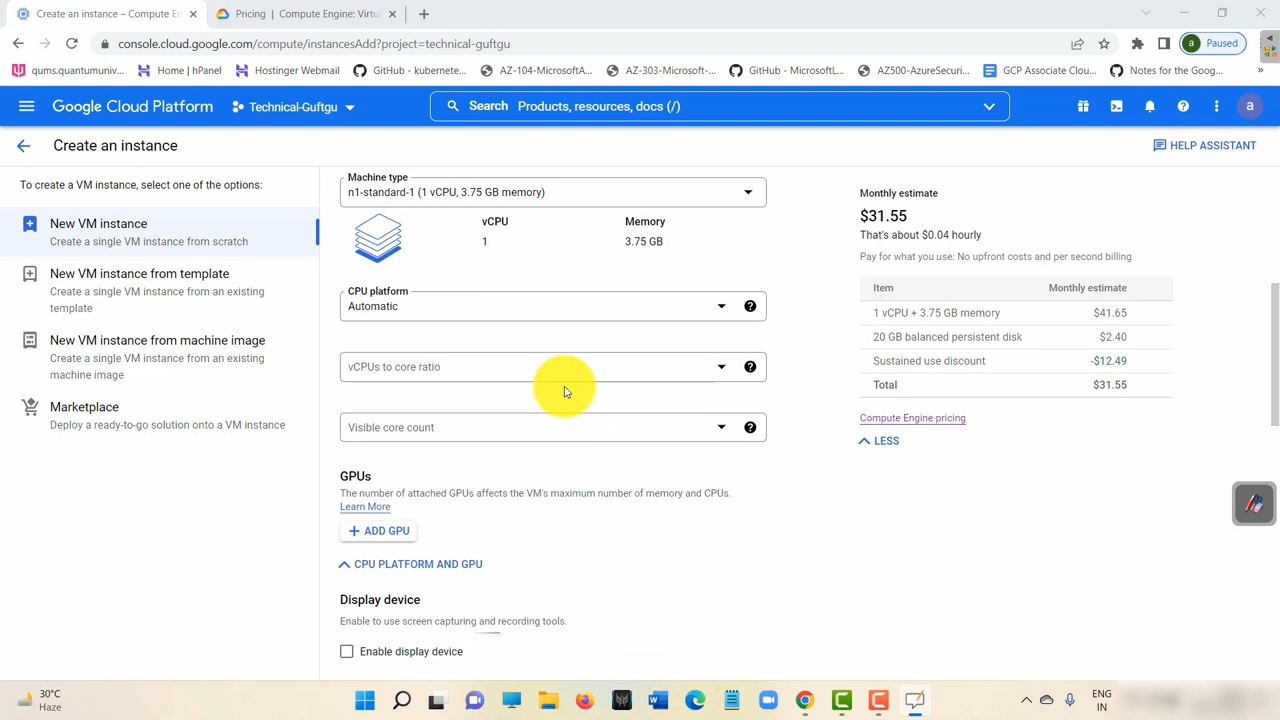 Create an instance – Compute E
Pricing | Compute Engine: Virtu
console.cloud.google.com/compute/instancesAdd?project=technical-guftgu
a Paused
qums.quantumuniv...
Home | hPanel
Hostinger Webmail
GitHub - kubernete...
AZ-104-MicrosoftA...
AZ-303-Microsoft-...
GitHub - MicrosoftL...
AZ500-AzureSecuri...
GCP Associate Clou...
Notes for the Goog...
»
Google Cloud Platform
Technical-Guftgu
Search Products, resources, docs (/)
a
Create an instance
HELP ASSISTANT
To create a VM instance, select one of the options:
New VM instance
Create a single VM instance from scratch
New VM instance from template
Create a single VM instance from an existing
template
New VM instance from machine image
Create a single VM instance from an existing
machine image
Marketplace
Deploy a ready-to-go solution onto a VM instance
Machine type
n1-standard-1 (1 vCPU, 3.75 GB memory)
vCPU Memory
1 3.75 GB
CPU platform
Automatic
vCPUs to core ratio
Visible core count
GPUs
The number of attached GPUs affects the VM's maximum number of memory and CPUs.
Learn More
+ ADD GPU
CPU PLATFORM AND GPU
Display device
Enable to use screen capturing and recording tools.
Enable display device
Monthly estimate
$31.55
That's about $0.04 hourly
Pay for what you use: No upfront costs and per second billing
Item Monthly estimate
1 vCPU + 3.75 GB memory $41.65
20 GB balanced persistent disk $2.40
Sustained use discount -$12.49
Total $31.55
Compute Engine pricing
LESS
30°C
Haze
ENG
IN